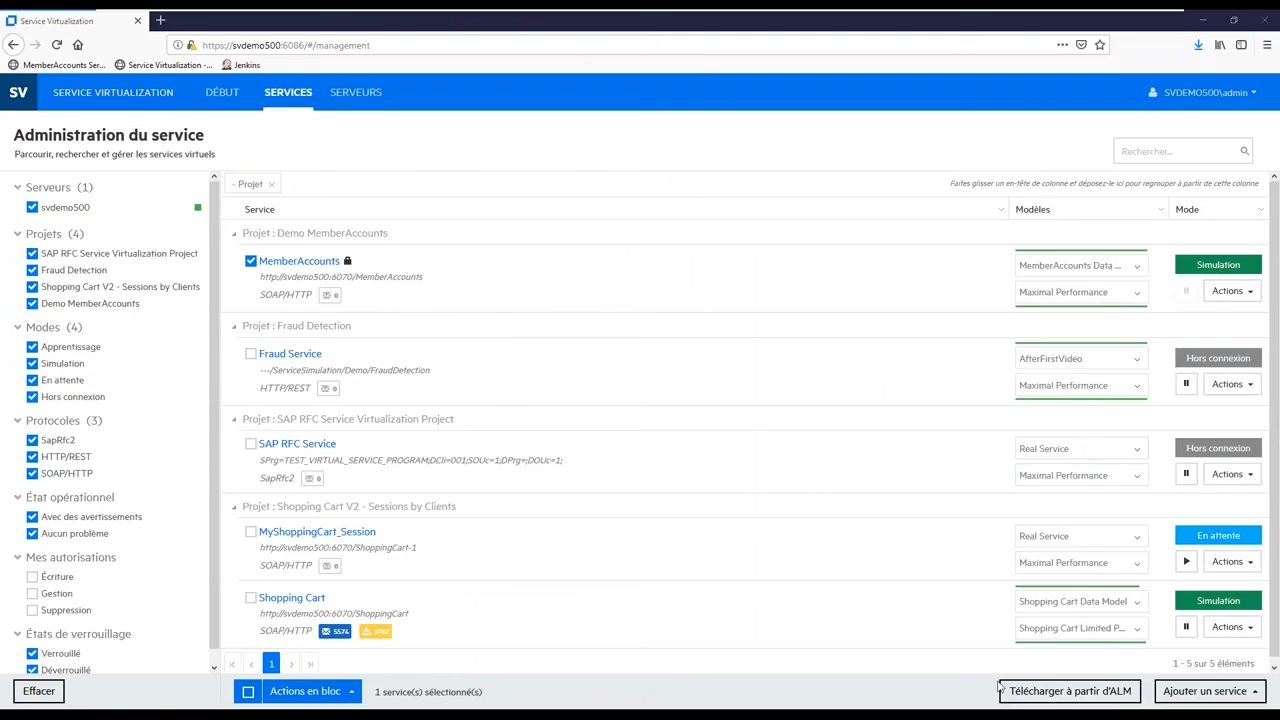 Service Virtualization
https://svdemo500:6086/#/management
MemberAccounts Ser... Service Virtualization -... Jenkins
SV SERVICE VIRTUALIZATION DÉBUT SERVICES SERVEURS SVDEMO500\admin
Administration du service
Parcourir, rechercher et gérer les services virtuels
Rechercher...
Serveurs (1)
svdemo500
Projets (4)
SAP RFC Service Virtualization Project
Fraud Detection
Shopping Cart V2 - Sessions by Clients
Demo MemberAccounts
Modes (4)
Apprentissage
Simulation
En attente
Hors connexion
Protocoles (3)
SapRfc2
HTTP/REST
SOAP/HTTP
État opérationnel
Avec des avertissements
Aucun problème
Mes autorisations
Écriture
Gestion
Suppression
États de verrouillage
Verrouillé
Déverrouillé
Effacer
Projet
Faites glisser un en-tête de colonne et déposez-le ici pour regrouper à partir de cette colonne
Service Modèles Mode
Projet : Demo MemberAccounts
MemberAccounts MemberAccounts Data ... Simulation
http://svdemo500:6070/MemberAccounts
SOAP/HTTP 0 Maximal Performance Actions
Projet : Fraud Detection
Fraud Service AfterFirstVideo Hors connexion
---/ServiceSimulation/Demo/FraudDetection
HTTP/REST 0 Maximal Performance Actions
Projet : SAP RFC Service Virtualization Project
SAP RFC Service Real Service Hors connexion
SPrg=TEST_VIRTUAL_SERVICE_PROGRAM;DCli=001;SOUc=1;DPrg=;DOUc=1;
SapRfc2 0 Maximal Performance Actions
Projet : Shopping Cart V2 - Sessions by Clients
MyShoppingCart_Session Real Service En attente
http://svdemo500:6070/ShoppingCart-1
SOAP/HTTP 0 Maximal Performance Actions
Shopping Cart Shopping Cart Data Model Simulation
http://svdemo500:6070/ShoppingCart
SOAP/HTTP 5574 Shopping Cart Limited P... Actions
1 1 - 5 sur 5 éléments
Actions en bloc 1 service(s) sélectionné(s) Télécharger à partir d'ALM Ajouter un service